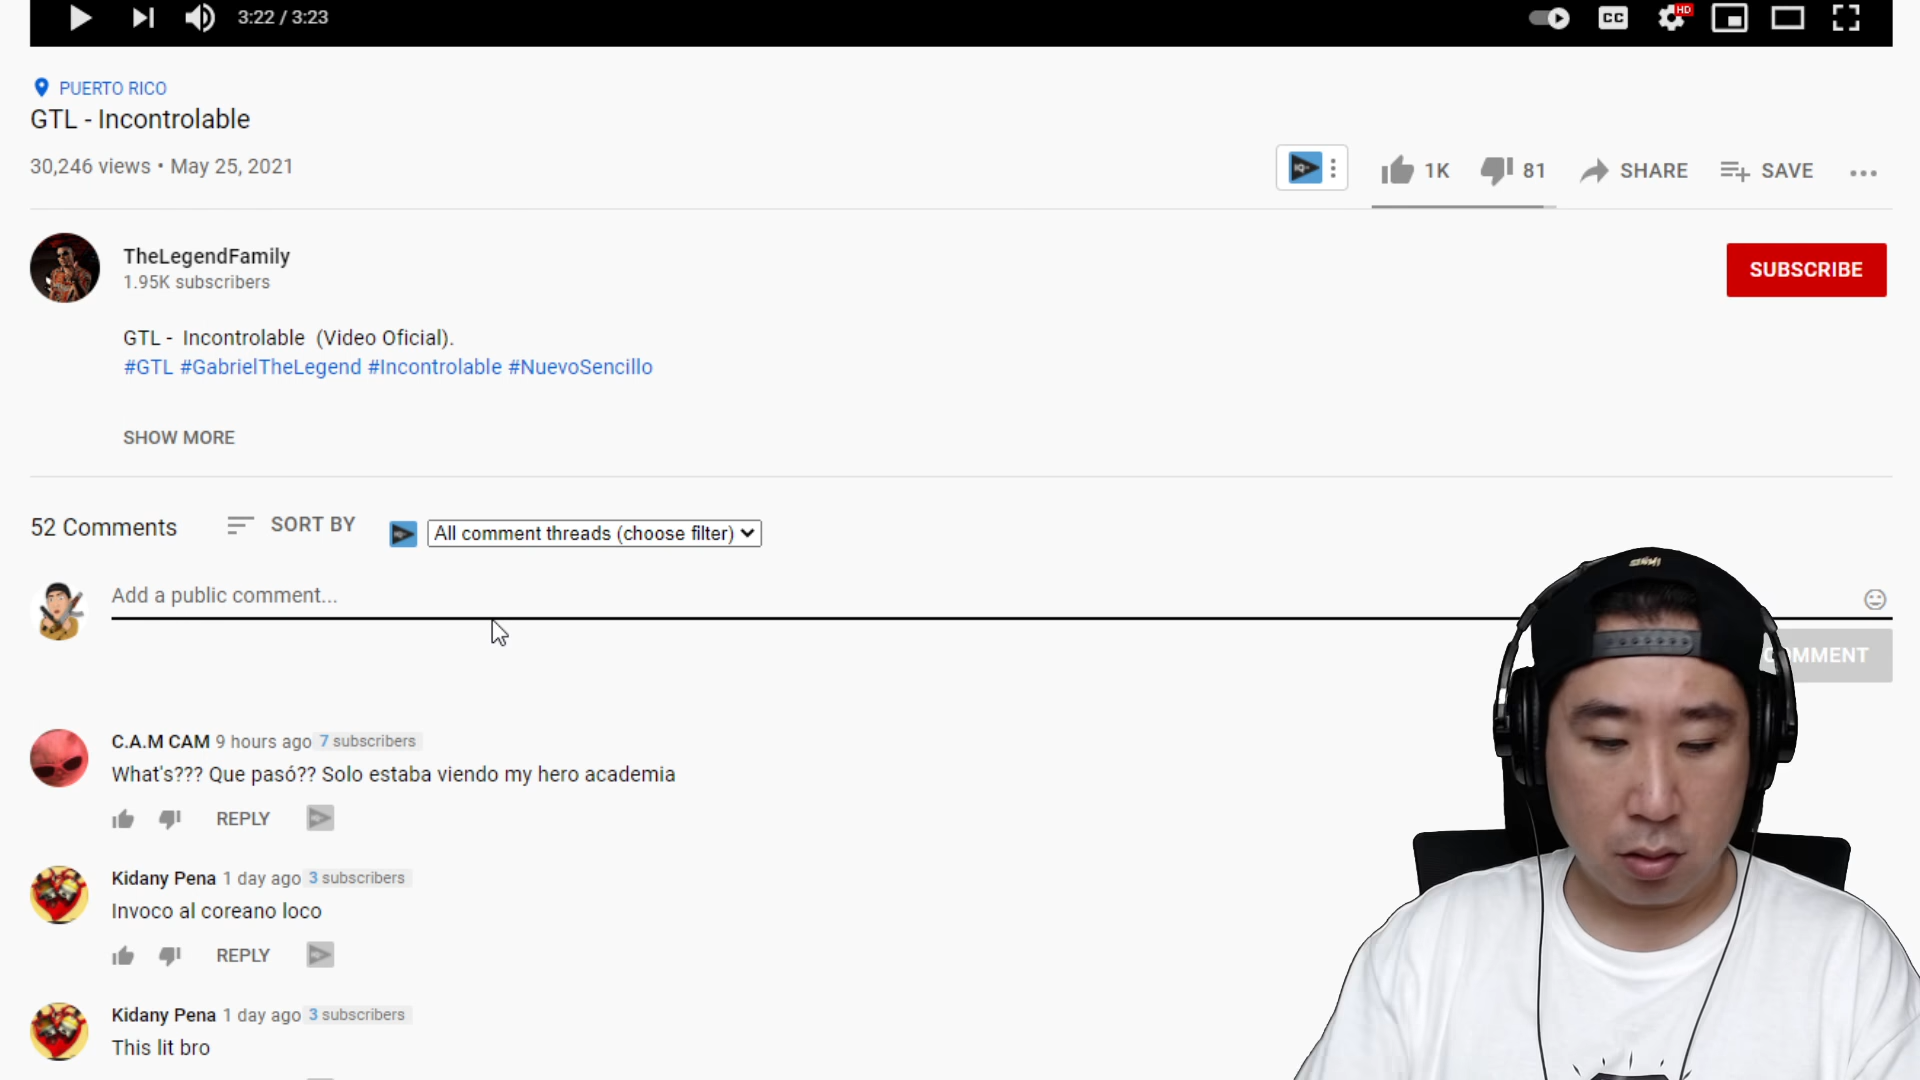 3:22 / 3:23
CC
HD
PUERTO RICO
GTL - Incontrolable
30,246 views • May 25, 2021
1K
81
SHARE
SAVE
TheLegendFamily
1.95K subscribers
SUBSCRIBE
GTL -  Incontrolable  (Video Oficial).
#GTL #GabrielTheLegend #Incontrolable #NuevoSencillo
SHOW MORE
52 Comments
SORT BY
All comment threads (choose filter)
Add a public comment...
COMMENT
C.A.M CAM 9 hours ago 7 subscribers
What's??? Que pasó?? Solo estaba viendo my hero academia
REPLY
Kidany Pena 1 day ago 3 subscribers
Invoco al coreano loco
REPLY
Kidany Pena 1 day ago 3 subscribers
This lit bro